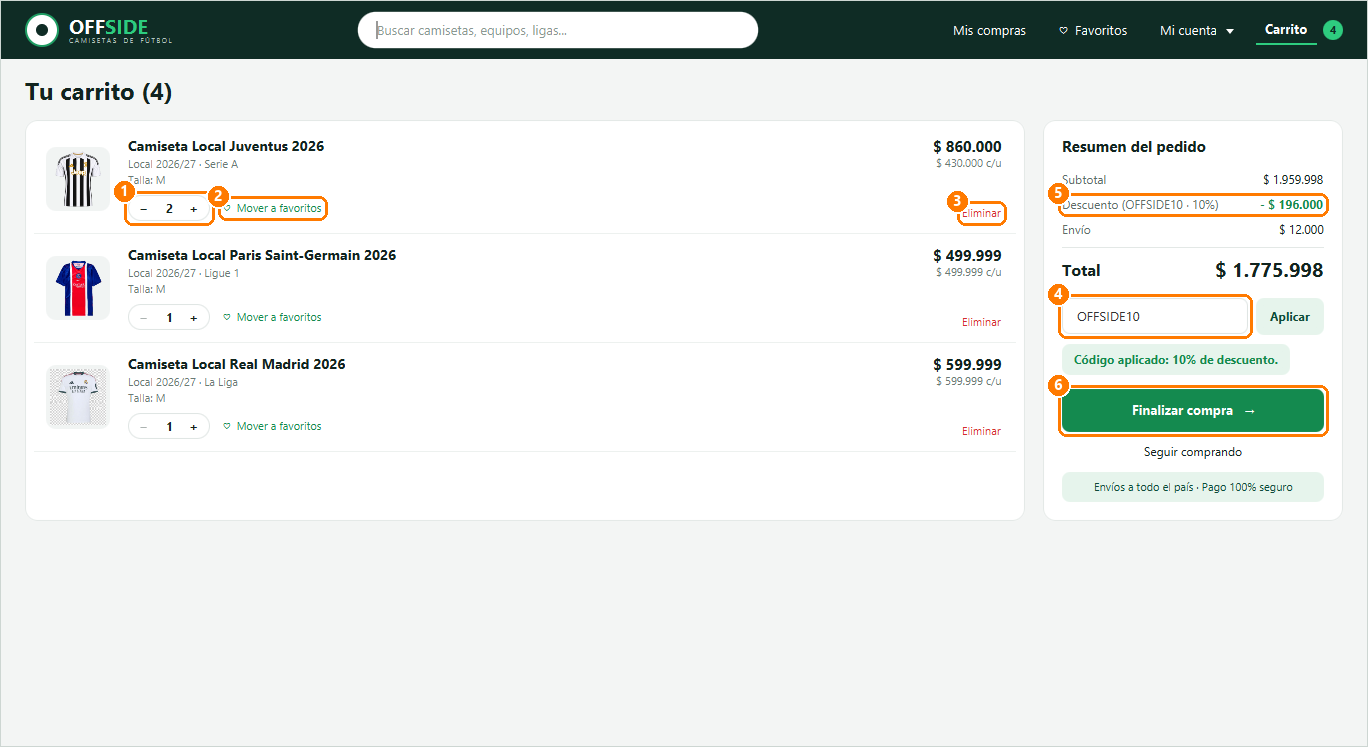 OFFSIDE
CAMISETAS DE FÚTBOL
Buscar camisetas, equipos, ligas...
Mis compras
Favoritos
Mi cuenta
Carrito
4
Tu carrito (4)
Camiseta Local Juventus 2026
Local 2026/27 · Serie A
Talla: M
1
− 2 +
2
Mover a favoritos
$ 860.000
$ 430.000 c/u
3
Eliminar
Camiseta Local Paris Saint-Germain 2026
Local 2026/27 · Ligue 1
Talla: M
− 1 +
Mover a favoritos
$ 499.999
$ 499.999 c/u
Eliminar
Camiseta Local Real Madrid 2026
Local 2026/27 · La Liga
Talla: M
− 1 +
Mover a favoritos
$ 599.999
$ 599.999 c/u
Eliminar
Resumen del pedido
Subtotal $ 1.959.998
5
Descuento (OFFSIDE10 · 10%) - $ 196.000
Envío $ 12.000
Total $ 1.775.998
4
OFFSIDE10
Aplicar
Código aplicado: 10% de descuento.
6
Finalizar compra →
Seguir comprando
Envíos a todo el país · Pago 100% seguro